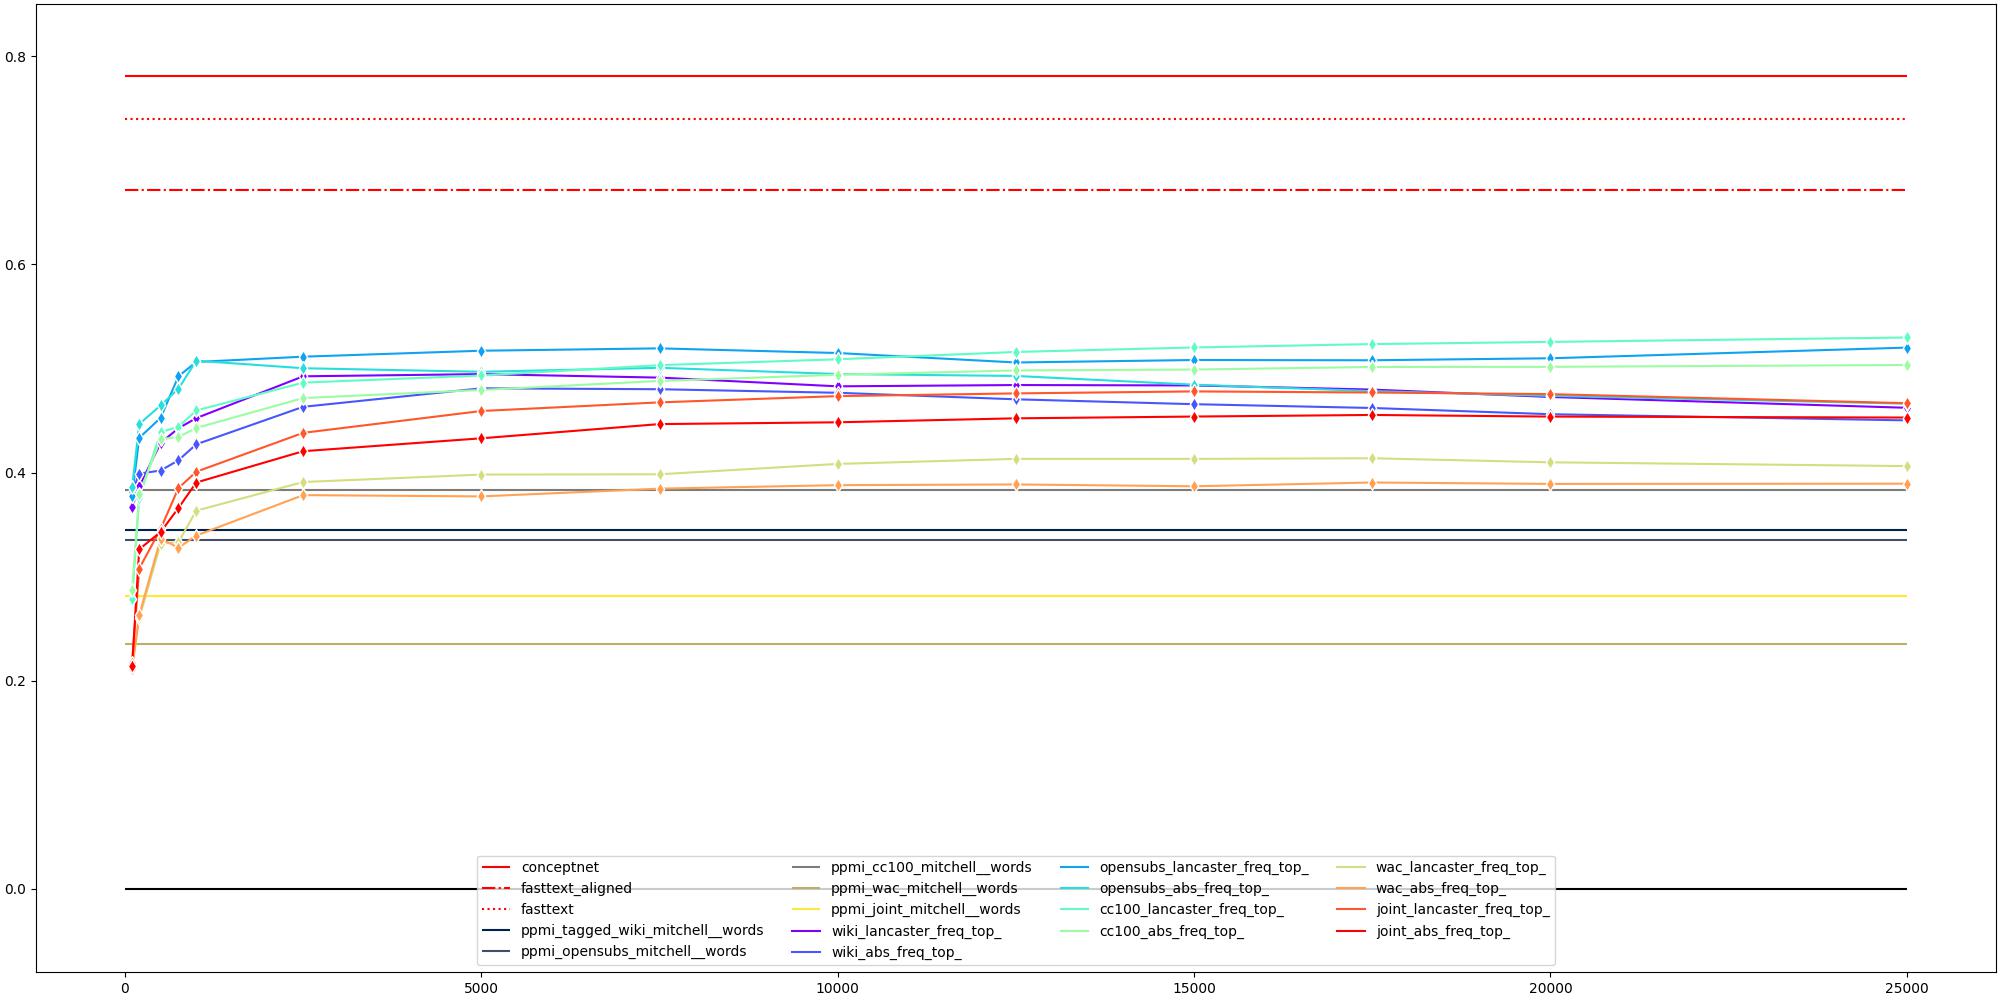 0.8
0.6
0.4
0.2
0.0
conceptnet
fasttext_aligned
fasttext
ppmi_tagged_wiki_mitchell__words
ppmi_opensubs_mitchell__words
ppmi_cc100_mitchell__words
ppmi_wac_mitchell__words
ppmi_joint_mitchell__words
wiki_lancaster_freq_top_
wiki_abs_freq_top_
opensubs_lancaster_freq_top_
opensubs_abs_freq_top_
cc100_lancaster_freq_top_
cc100_abs_freq_top_
wac_lancaster_freq_top_
wac_abs_freq_top_
joint_lancaster_freq_top_
joint_abs_freq_top_
0
5000
10000
15000
20000
25000